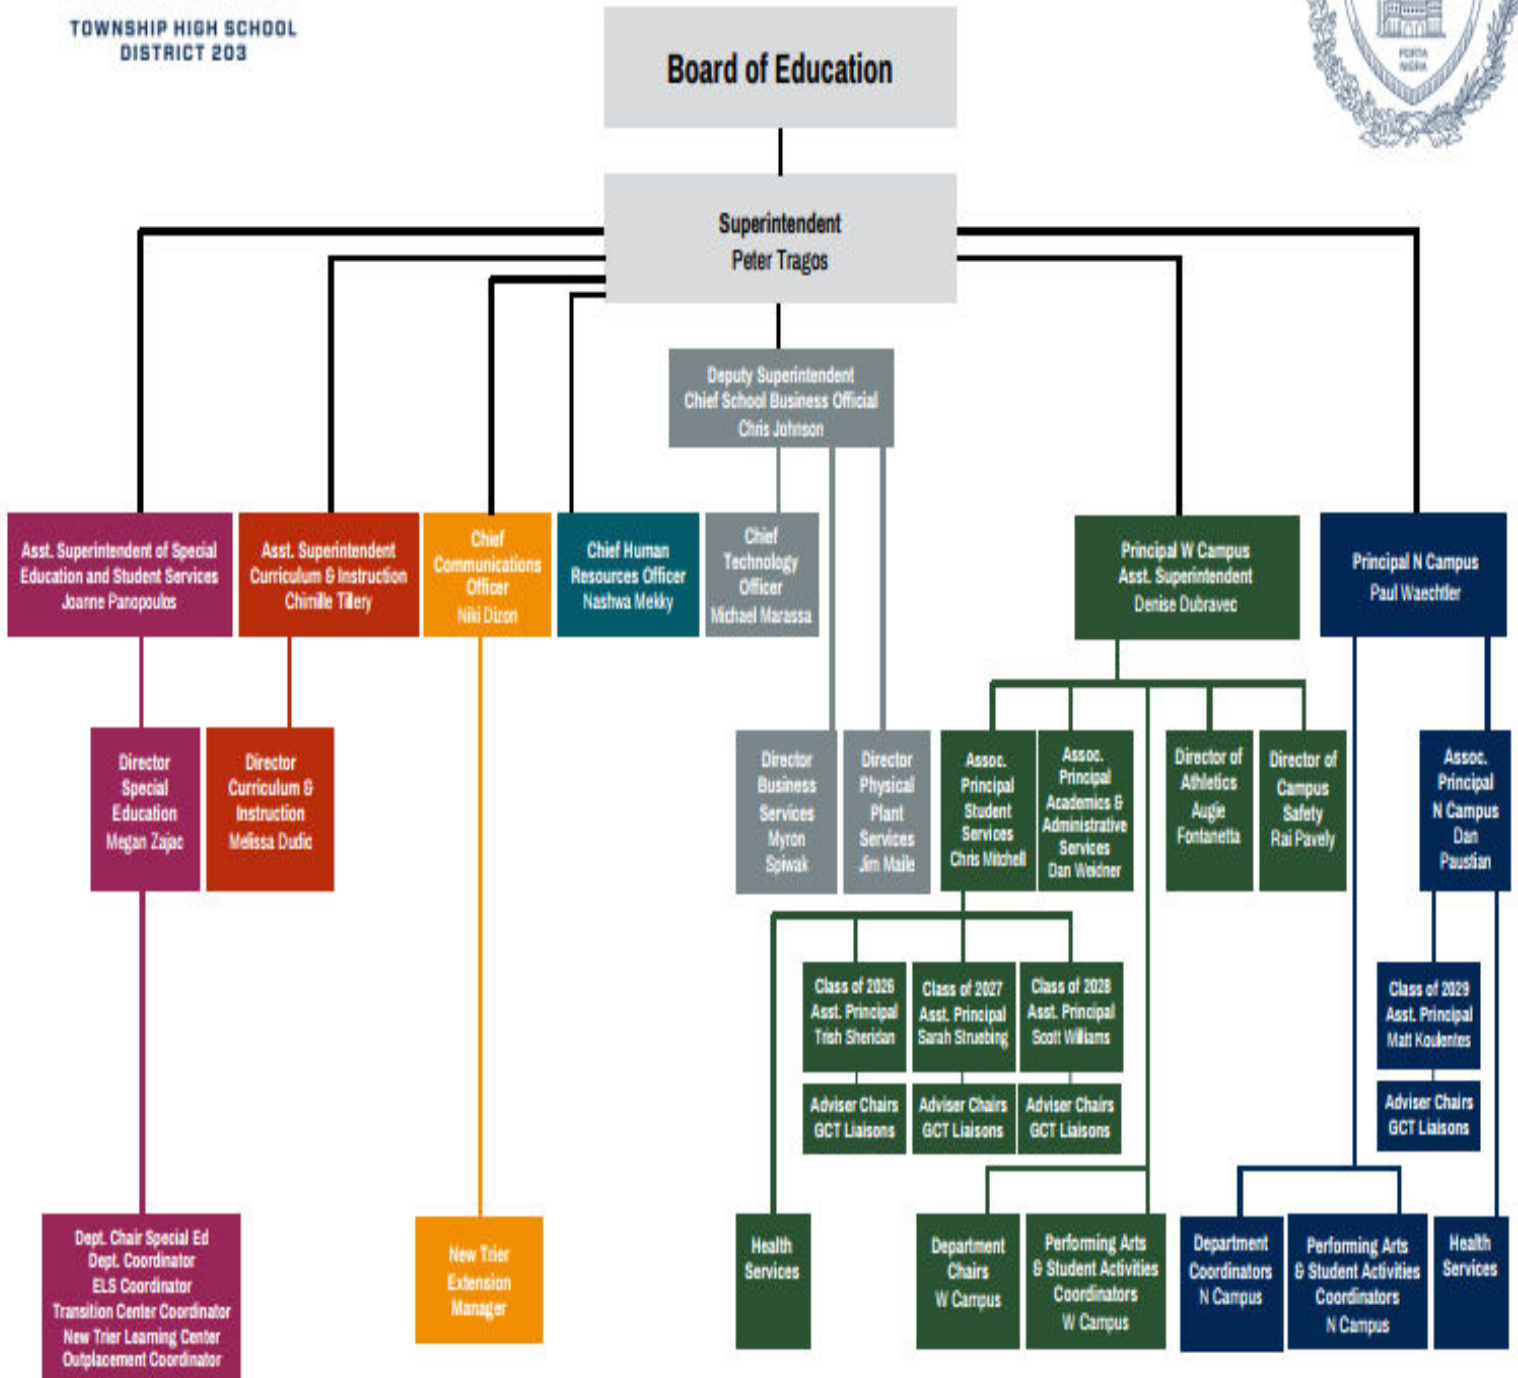 TOWNSHIP HIGH SCHOOL
DISTRICT 203
PORTA
NIGRA
Board of Education
Superintendent
Peter Tragos
Deputy Superintendent
Chief School Business Official
Chris Johnson
Asst. Superintendent of Special
Education and Student Services
Joanne Panopoulos
Asst. Superintendent
Curriculum & Instruction
Chimille Tillery
Chief
Communications
Officer
Niki Dizon
Chief Human
Resources Officer
Nashwa Mekky
Chief
Technology
Officer
Michael Marassa
Principal W Campus
Asst. Superintendent
Denise Dubravec
Principal N Campus
Paul Waechtler
Director
Special
Education
Megan Zajac
Director
Curriculum &
Instruction
Melissa Dudic
Director
Business
Services
Myron
Spiwak
Director
Physical
Plant
Services
Jim Maile
Assoc.
Principal
Student
Services
Chris Mitchell
Assoc.
Principal
Academics &
Administrative
Services
Dan Weidner
Director of
Athletics
Augie
Fontanetta
Director of
Campus
Safety
Rai Pavely
Assoc.
Principal
N Campus
Dan
Paustian
Class of 2026
Asst. Principal
Trish Sheridan
Class of 2027
Asst. Principal
Sarah Struebing
Class of 2028
Asst. Principal
Scott Williams
Class of 2029
Asst. Principal
Matt Koulentes
Adviser Chairs
GCT Liaisons
Adviser Chairs
GCT Liaisons
Adviser Chairs
GCT Liaisons
Adviser Chairs
GCT Liaisons
Dept. Chair Special Ed
Dept. Coordinator
ELS Coordinator
Transition Center Coordinator
New Trier Learning Center
Outplacement Coordinator
New Trier
Extension
Manager
Health
Services
Department
Chairs
W Campus
Performing Arts
& Student Activities
Coordinators
W Campus
Department
Coordinators
N Campus
Performing Arts
& Student Activities
Coordinators
N Campus
Health
Services